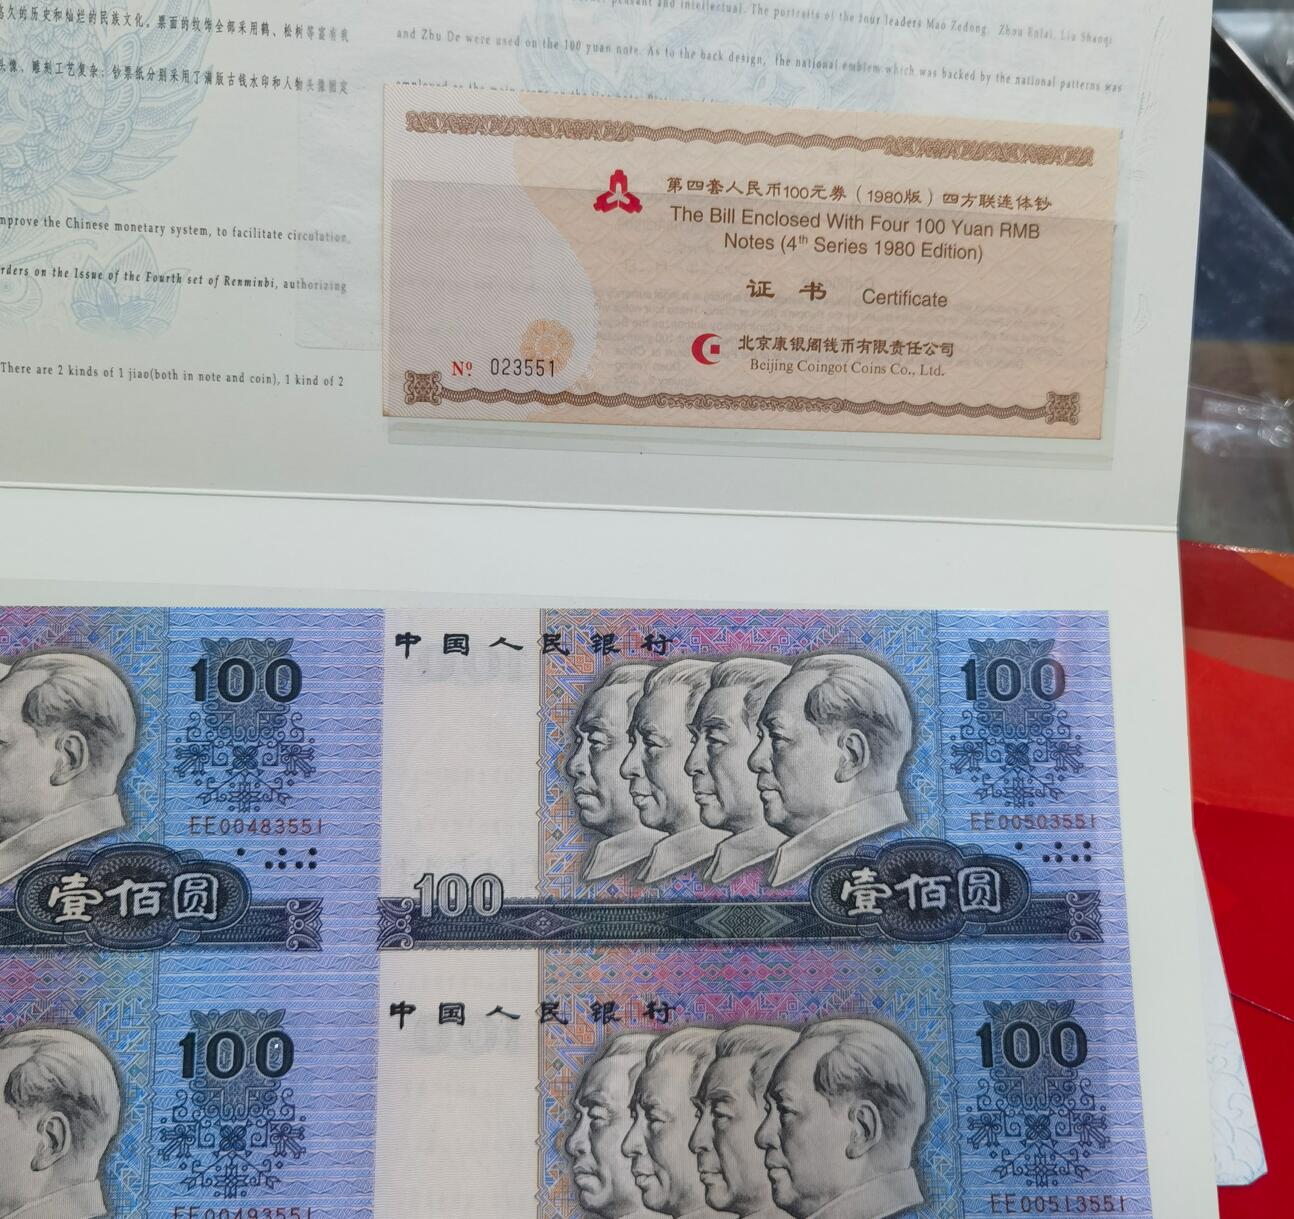 久的历史和灿烂的民族文化。票面的纹饰全部采用鹤、松树等富有我
头像、雕刻工艺复杂；钞票纸分别采用了满版古钱水印和人物头像固定
mprove the Chinese monetary system, to facilitate circulation,
rders on the Issue of the Fourth set of Renminbi, authorizing
There are 2 kinds of 1 jiao(both in note and coin), 1 kind of 2
peasant and intellectual. The portraits of the four leaders Mao Zedong, Zhou Enlai, Liu Shaoqi
and Zhu De were used on the 100 yuan note. As to the back design, the national emblem which was backed by the national patterns was
第四套人民币100元券（1980版）四方联连体钞
The Bill Enclosed With Four 100 Yuan RMB
Notes (4th Series 1980 Edition)
证书 Certificate
北京康银阁钱币有限责任公司
Beijing Coingot Coins Co., Ltd.
Nº 023551
100
EE00483551
壹佰圆
中国人民银行
100
EE00503551
100
壹佰圆
100
EE00493551
中国人民银行
100
EE00513551